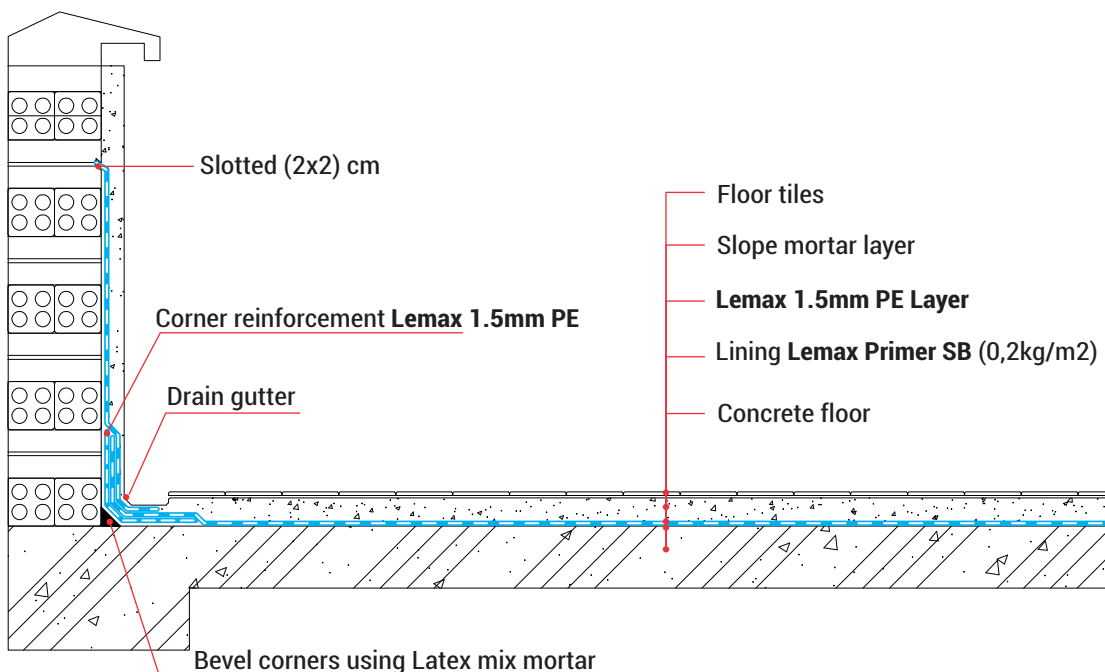 Slotted (2x2) cm
Floor tiles
Slope mortar layer
Lemax 1.5mm PE Layer
Corner reinforcement Lemax 1.5mm PE
Lining Lemax Primer SB (0,2kg/m2)
Drain gutter
Concrete floor
Bevel corners using Latex mix mortar